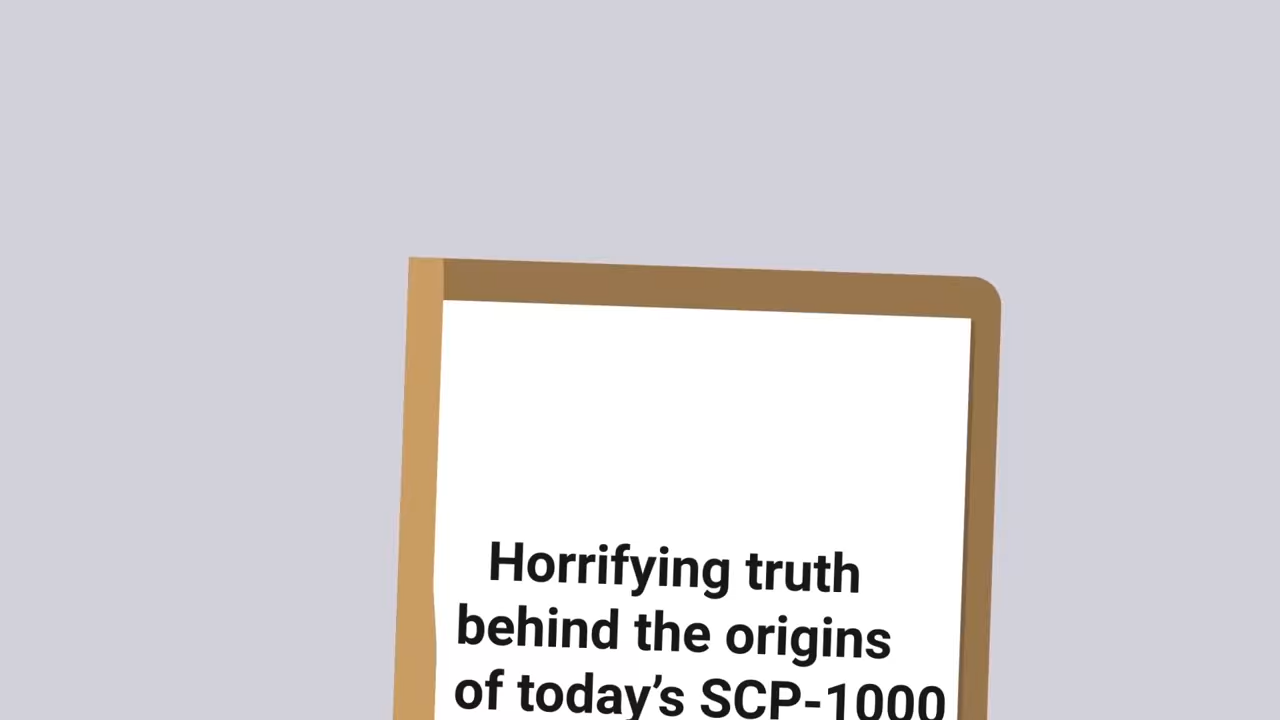 Horrifying truth
behind the origins
of today’s SCP-1000